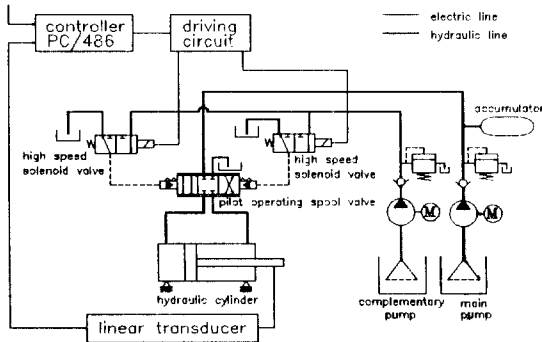 controller
PC/486
driving
circuit
electric line
hydraulic line
accumulator
high speed
solenoid valve
high speed
solenoid valve
pilot operating spool valve
M
M
hydraulic cylinder
complementary
pump
main
pump
linear transducer